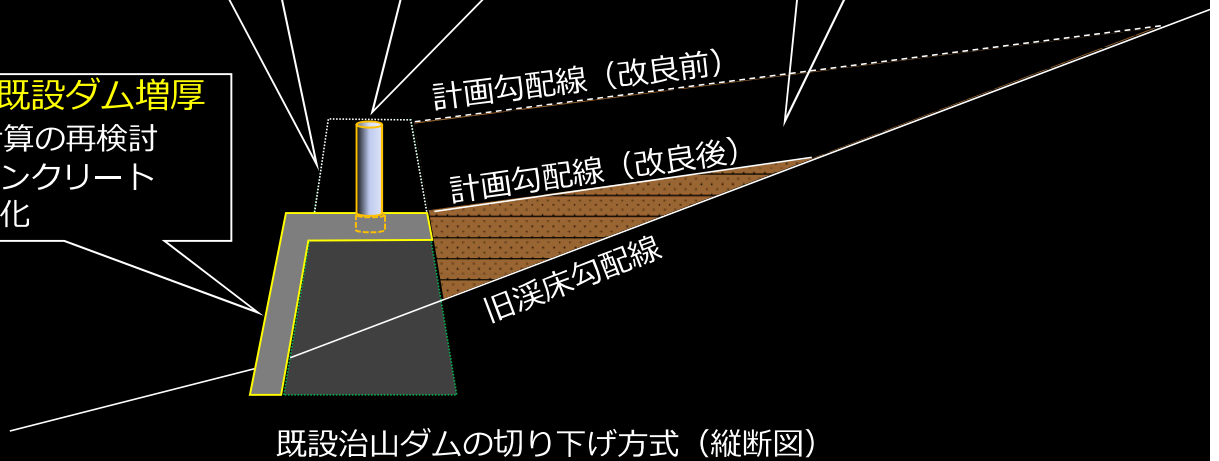 計画勾配線（改良前）
既設ダム増厚
算の再検討
ンクリート
化
計画勾配線（改良後）
旧渓床勾配線
既設治山ダムの切り下げ方式（縦断図）